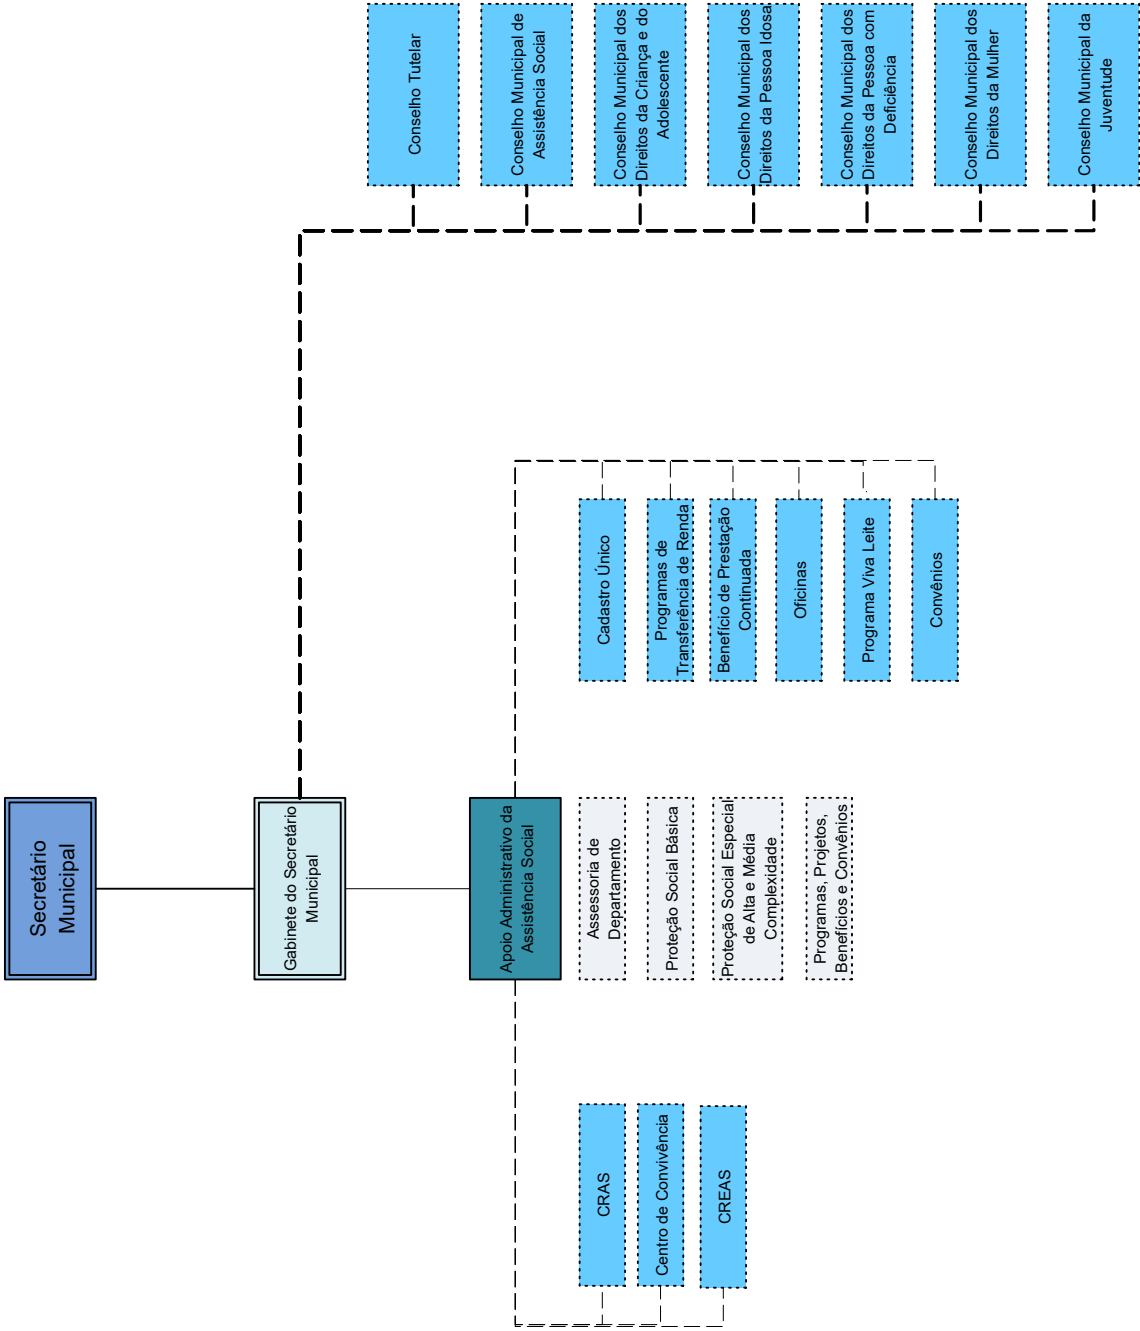 Secretário
Municipal
Gabinete do Secretário
Municipal
Apoio Administrativo da
Assistência Social
Conselho Tutelar
Conselho Municipal de
Assistência Social
Conselho Municipal dos
Direitos da Criança e do
Adolescente
Conselho Municipal dos
Direitos da Pessoa Idosa
Conselho Municipal dos
Direitos da Pessoa com
Deficiência
Conselho Municipal dos
Direitos da Mulher
Conselho Municipal da
Juventude
CRAS
Centro de Convivência
CREAS
Assessoria de
Departamento
Proteção Social Básica
Proteção Social Especial
de Alta e Média
Complexidade
Programas, Projetos,
Benefícios e Convênios
Cadastro Único
Programas de
Transferência de Renda
Benefício de Prestação
Continuada
Oficinas
Programa Viva Leite
Convênios